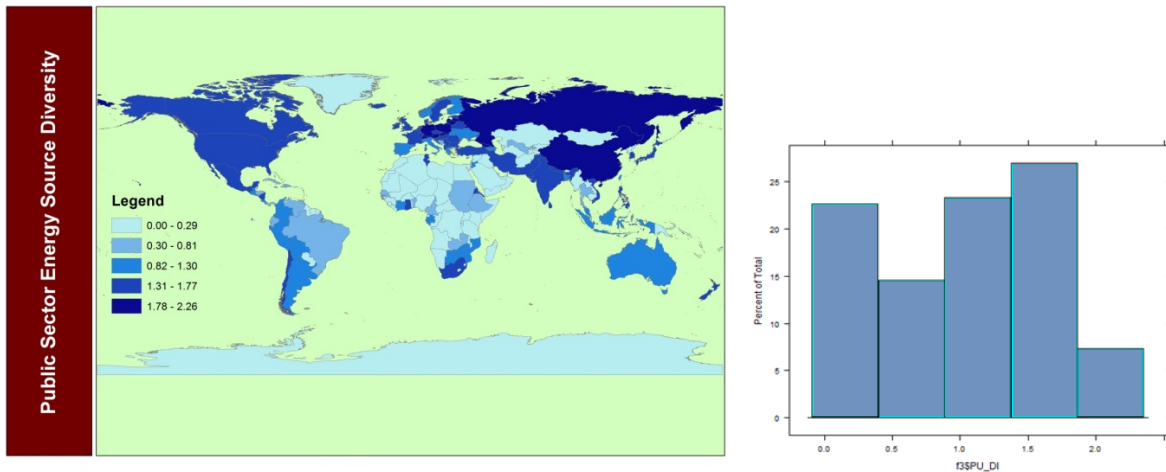 Public Sector Energy Source Diversity
Legend
0.00 - 0.29
0.30 - 0.81
0.82 - 1.30
1.31 - 1.77
1.78 - 2.26
Percent of Total
25
20
15
10
5
0
0.0 0.5 1.0 1.5 2.0
f3$PU_DI